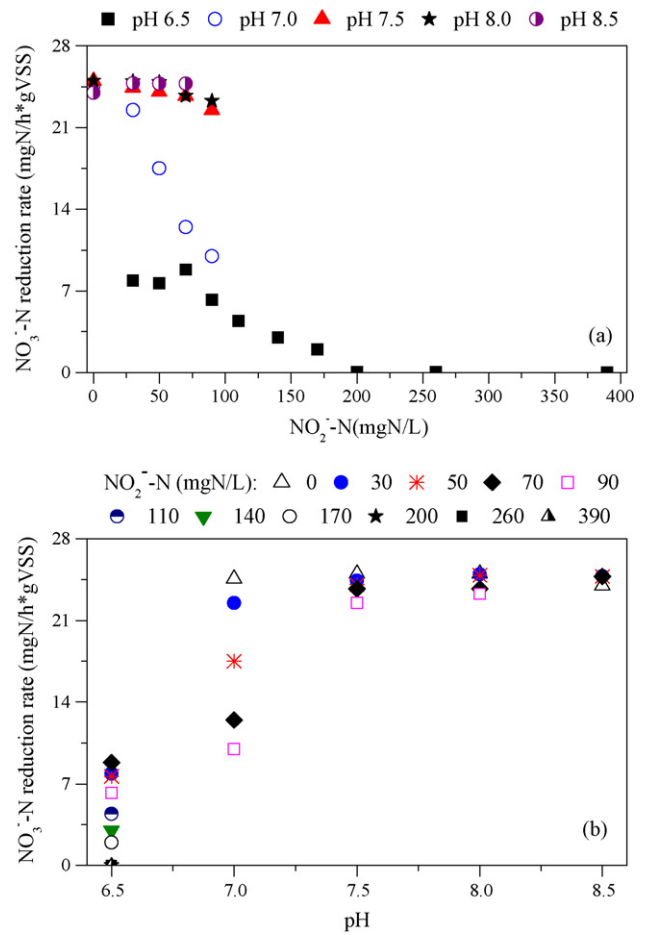 pH 6.5 pH 7.0 pH 7.5 pH 8.0 pH 8.5
28
21
14
7
0
NO₃⁻-N reduction rate (mgN/h*gVSS)
(a)
0 50 100 150 200 250 300 350 400
NO₂⁻-N(mgN/L)
NO₂⁻-N (mgN/L): 0 30 50 70 90
110 140 170 200 260 390
28
21
14
7
0
NO₃⁻-N reduction rate (mgN/h*gVSS)
(b)
6.5 7.0 7.5 8.0 8.5
pH